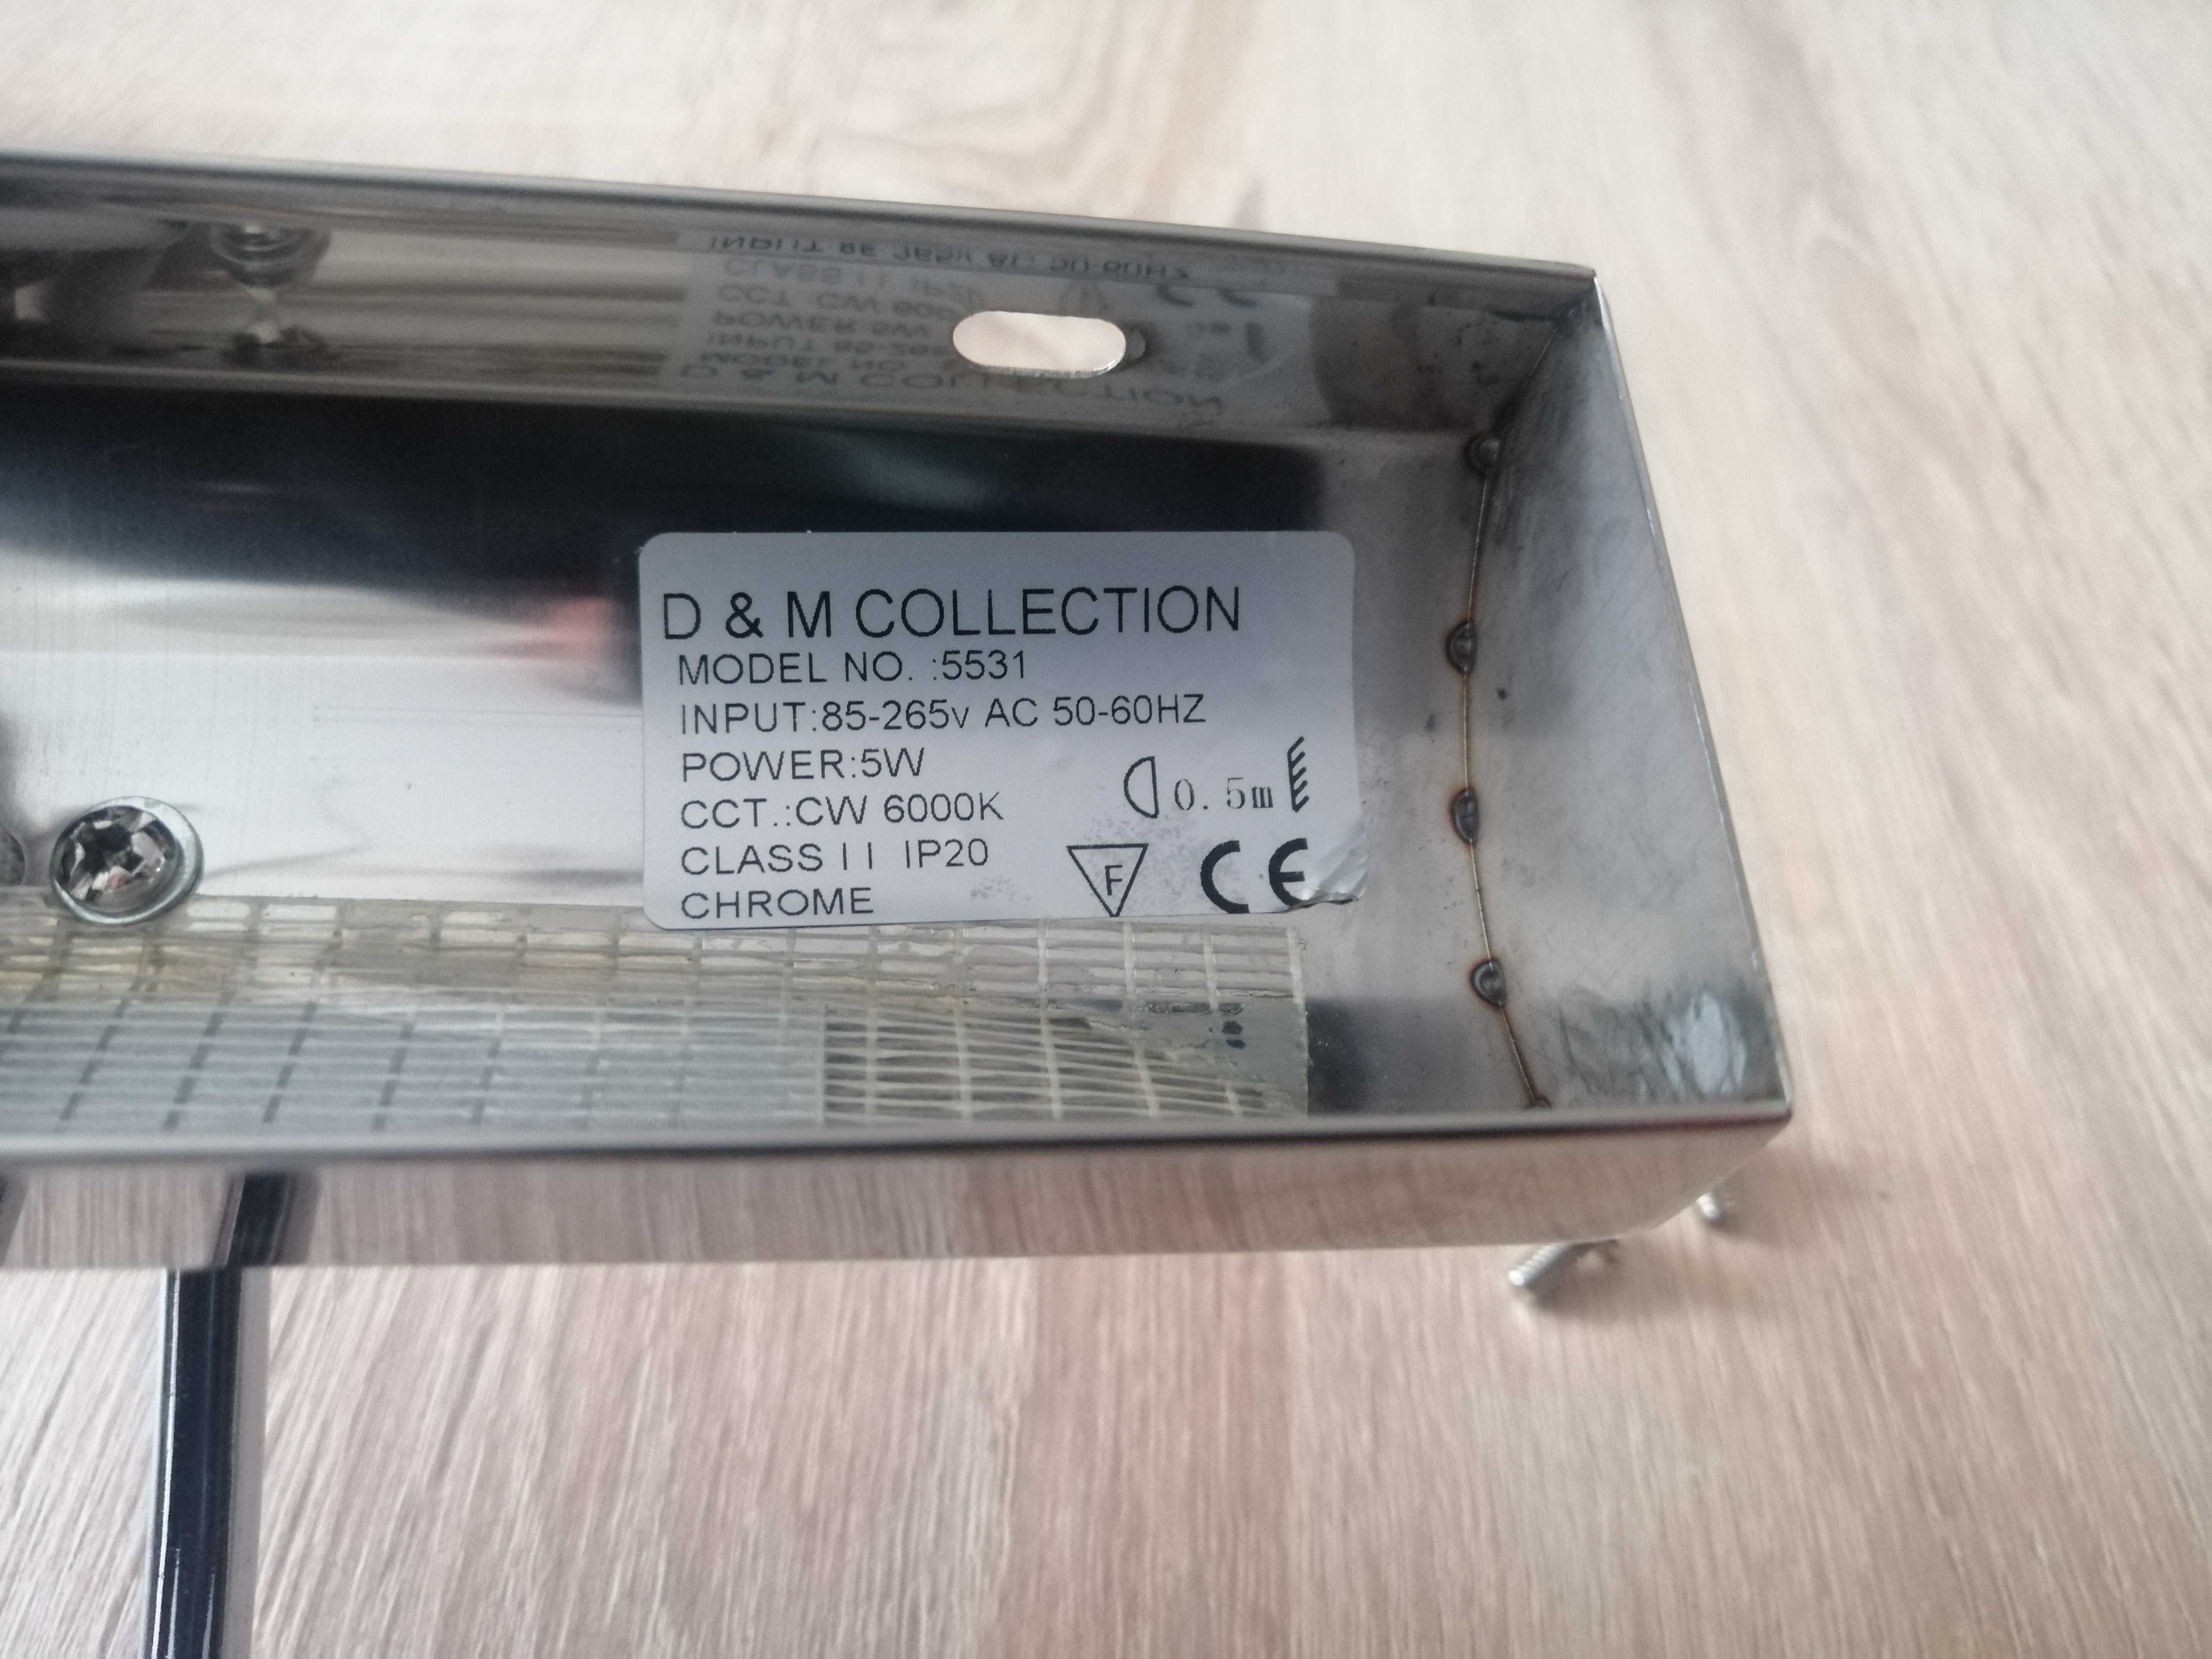 D & M COLLECTION
MODEL NO. :5531
INPUT:85-265v AC 50-60HZ
POWER:5W
CCT.:CW 6000K
0.5m
CLASS II IP20
F CE
CHROME